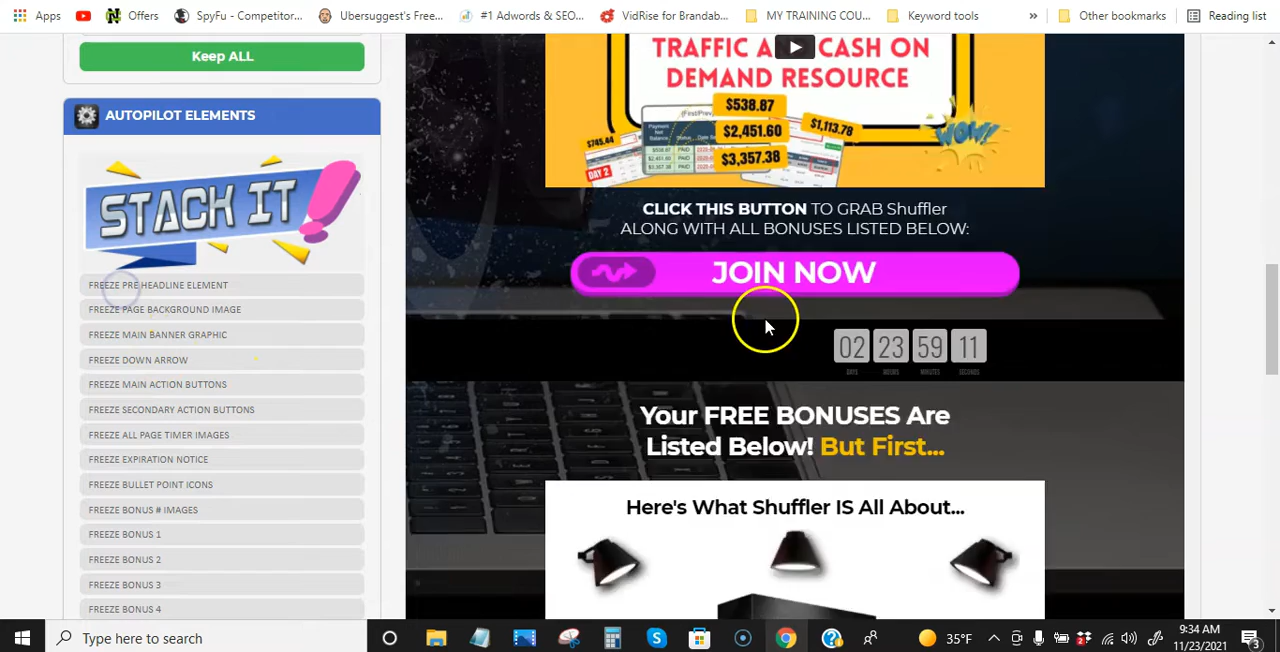 Apps
Offers
SpyFu - Competitor...
Ubersuggest's Free...
#1 Adwords & SEO...
VidRise for Brandab...
MY TRAINING COU...
Keyword tools
»
Other bookmarks
Reading list
Keep ALL
AUTOPILOT ELEMENTS
STACK IT!
FREEZE PRE HEADLINE ELEMENT
FREEZE PAGE BACKGROUND IMAGE
FREEZE MAIN BANNER GRAPHIC
FREEZE DOWN ARROW
FREEZE MAIN ACTION BUTTONS
FREEZE SECONDARY ACTION BUTTONS
FREEZE ALL PAGE TIMER IMAGES
FREEZE EXPIRATION NOTICE
FREEZE BULLET POINT ICONS
FREEZE BONUS # IMAGES
FREEZE BONUS 1
FREEZE BONUS 2
FREEZE BONUS 3
FREEZE BONUS 4
TRAFFIC A CASH ON
DEMAND RESOURCE
$538.87
$2,451.60
$3,357.38
$745.44
$1,113.78
DAY 2
WOW!
CLICK THIS BUTTON TO GRAB Shuffler
ALONG WITH ALL BONUSES LISTED BELOW:
JOIN NOW
02 23 59 11
DAYS HOURS MINUTES SECONDS
Your FREE BONUSES Are
Listed Below! But First...
Here's What Shuffler IS All About...
Type here to search
35°F
9:34 AM
11/23/2021
3